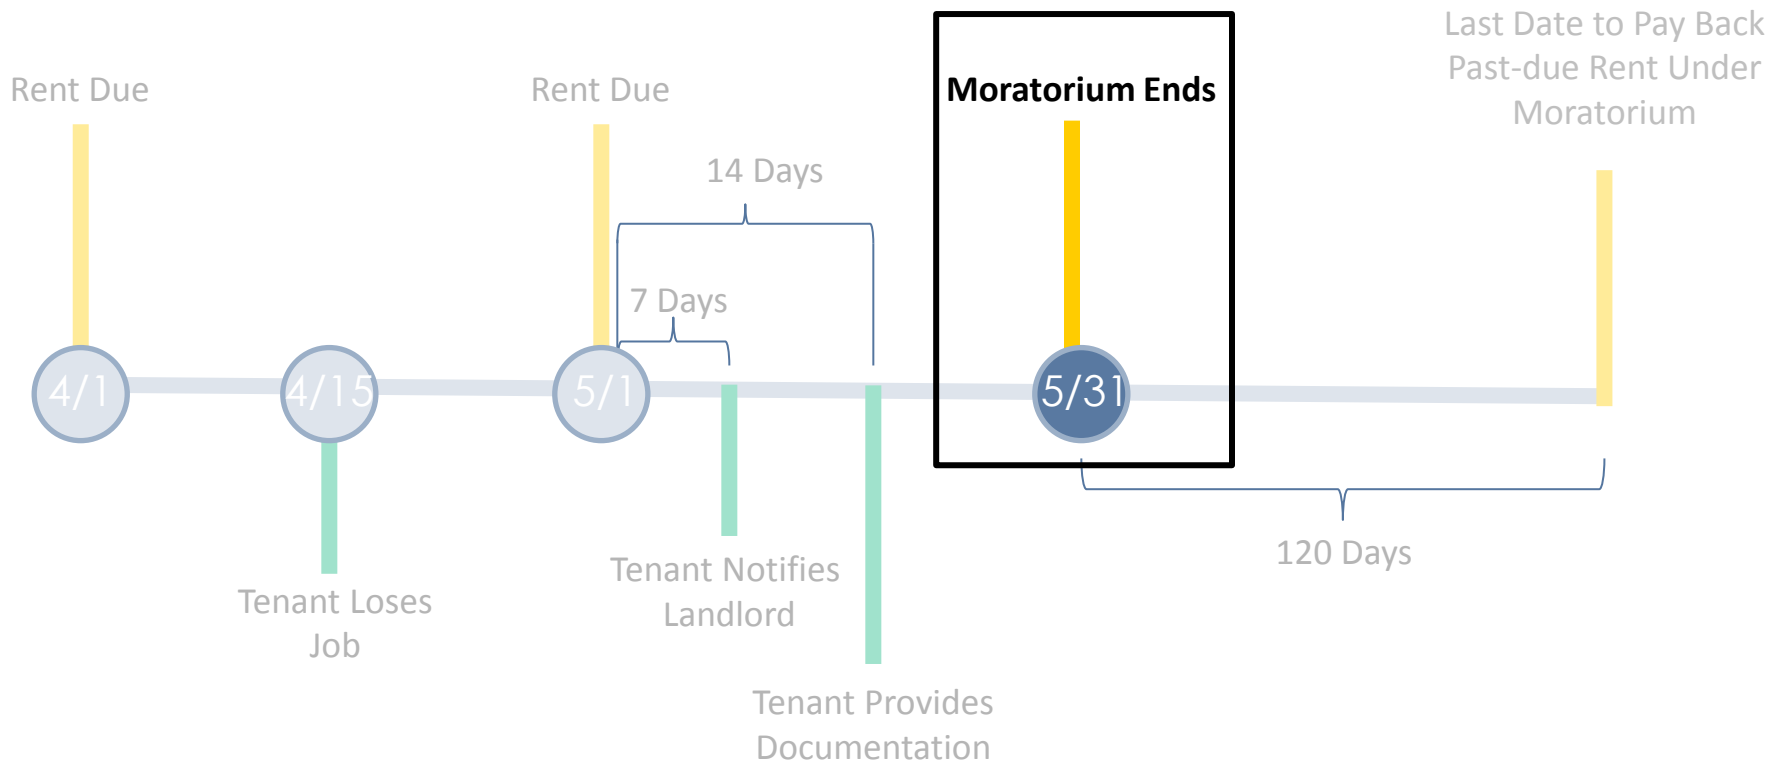 Rent Due
Rent Due
Moratorium Ends
Last Date to Pay Back
Past-due Rent Under
Moratorium
14 Days
7 Days
4/1
4/15
5/1
5/31
120 Days
Tenant Loses
Job
Tenant Notifies
Landlord
Tenant Provides
Documentation